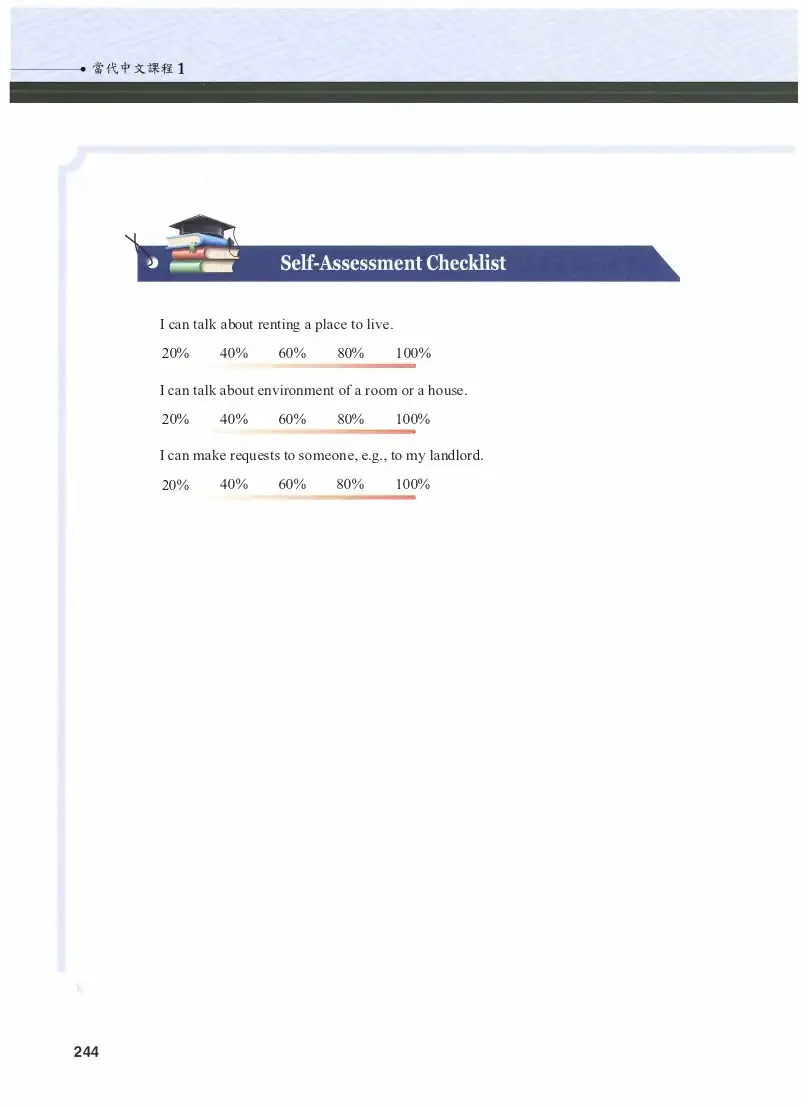 當代中文課程 1
Self-Assessment Checklist
I can talk about renting a place to live.
20% 40% 60% 80% 100%
I can talk about environment of a room or a house.
20% 40% 60% 80% 100%
I can make requests to someone, e.g., to my landlord.
20% 40% 60% 80% 100%
244